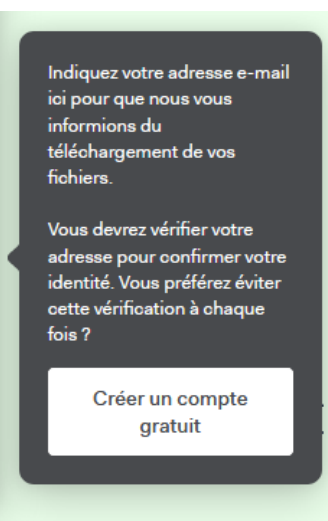 Indiquez votre adresse e-mail
ici pour que nous vous
informions du
téléchargement de vos
fichiers.
Vous devrez vérifier votre
adresse pour confirmer votre
identité. Vous préférez éviter
cette vérification à chaque
fois ?
Créer un compte
gratuit